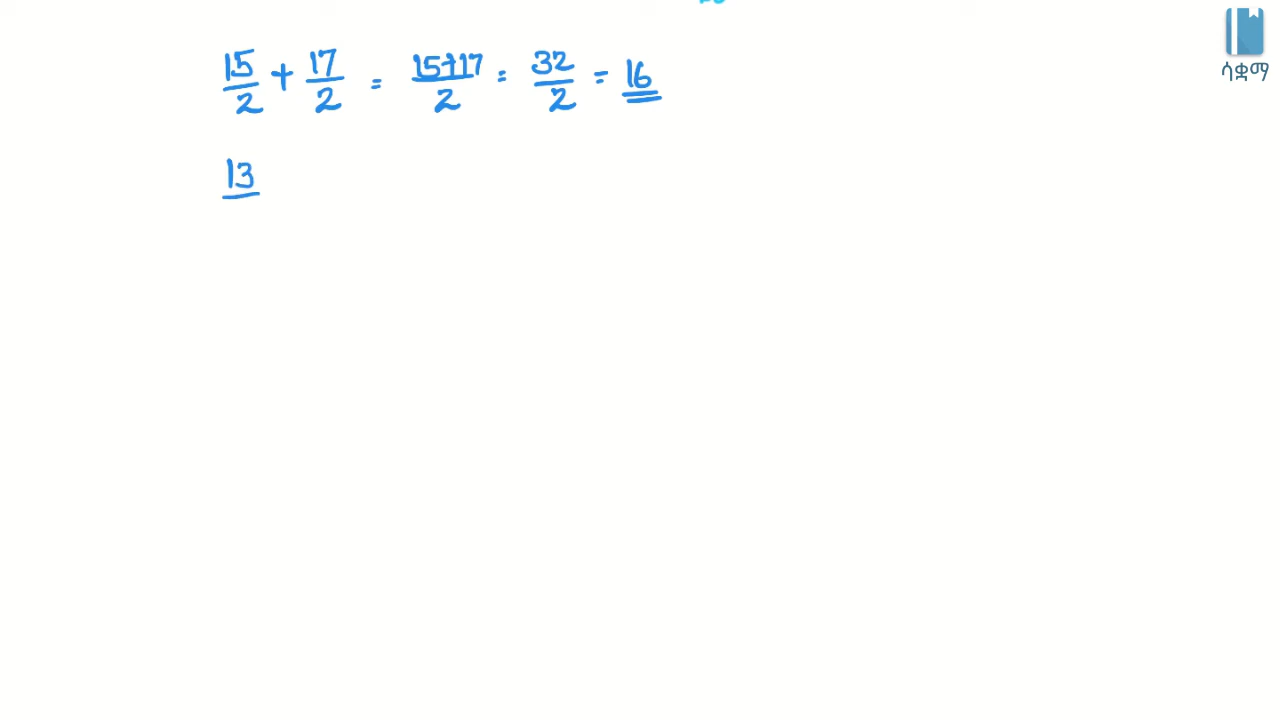 ሳቋማ
15/2 + 17/2 = 15+17/2 = 32/2 = 16
13